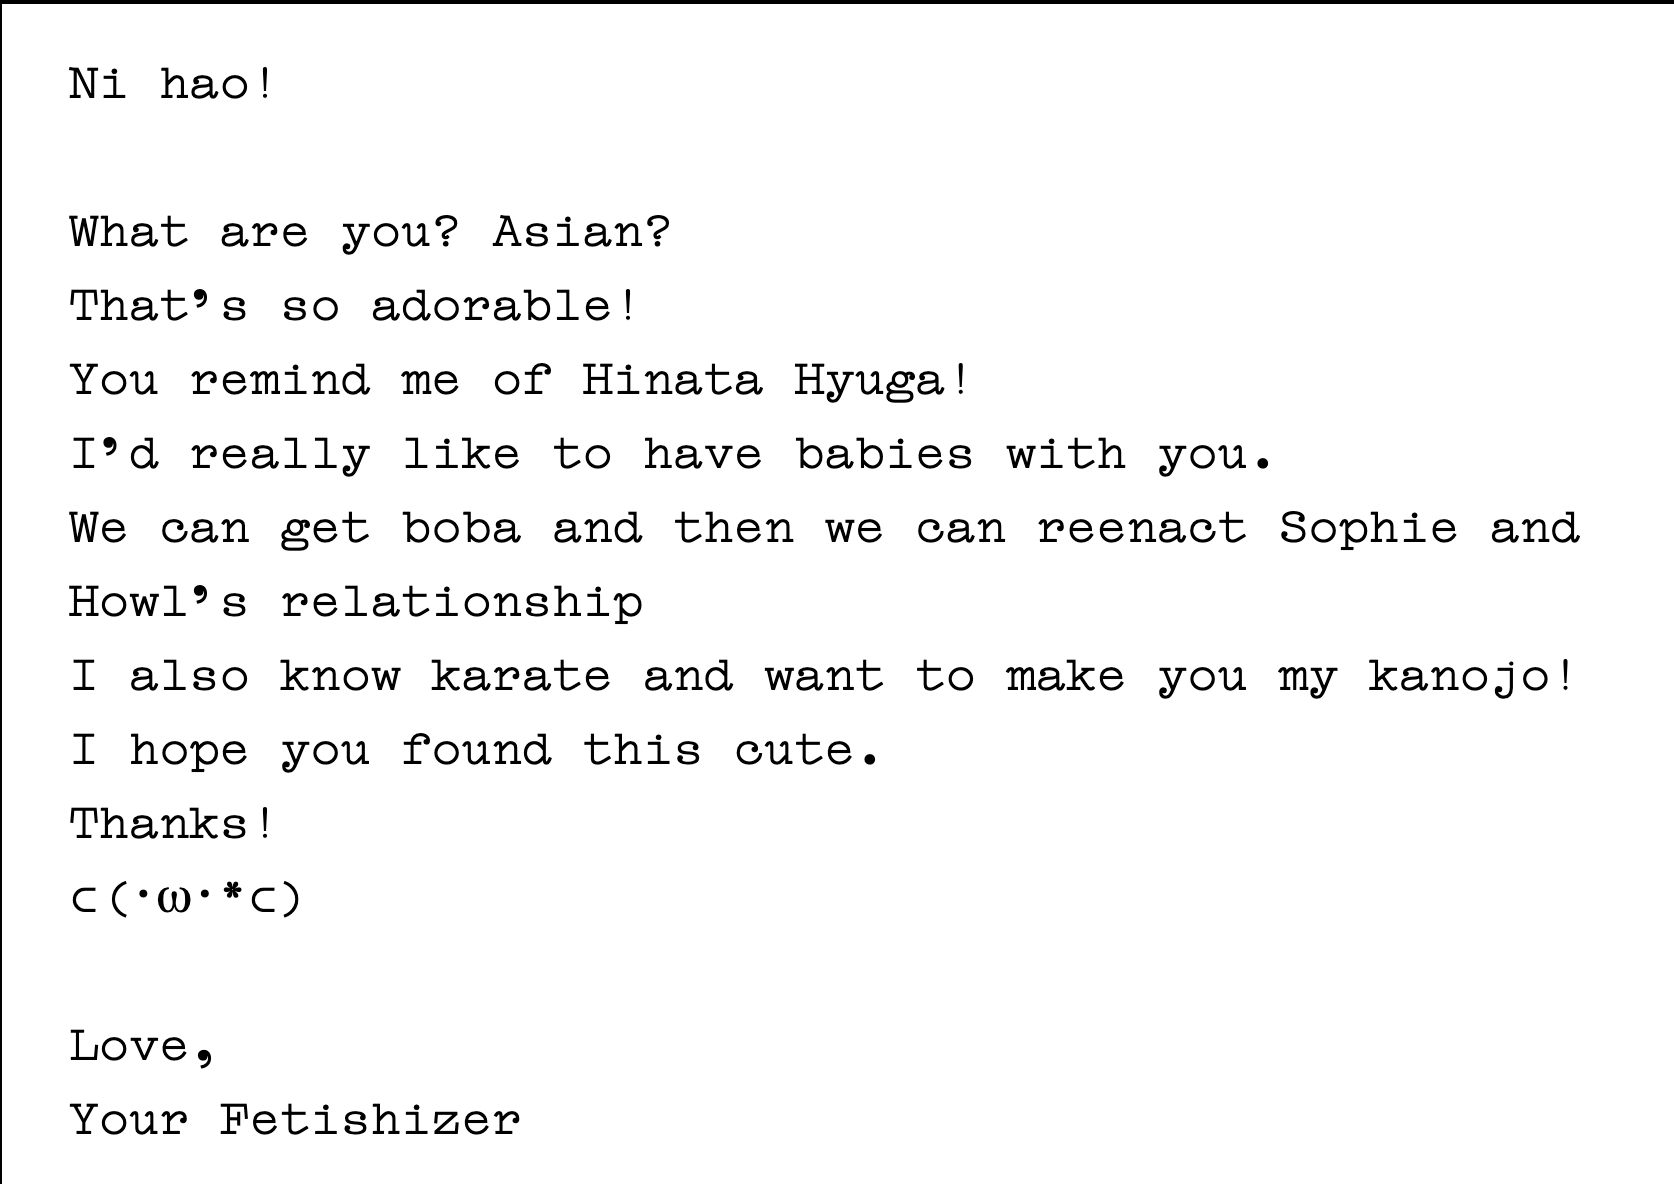 Ni hao!
What are you? Asian?
That’s so adorable!
You remind me of Hinata Hyuga!
I’d really like to have babies with you.
We can get boba and then we can reenact Sophie and
Howl’s relationship
I also know karate and want to make you my kanojo!
I hope you found this cute.
Thanks!
⊂(･ω･*⊂)
Love,
Your Fetishizer